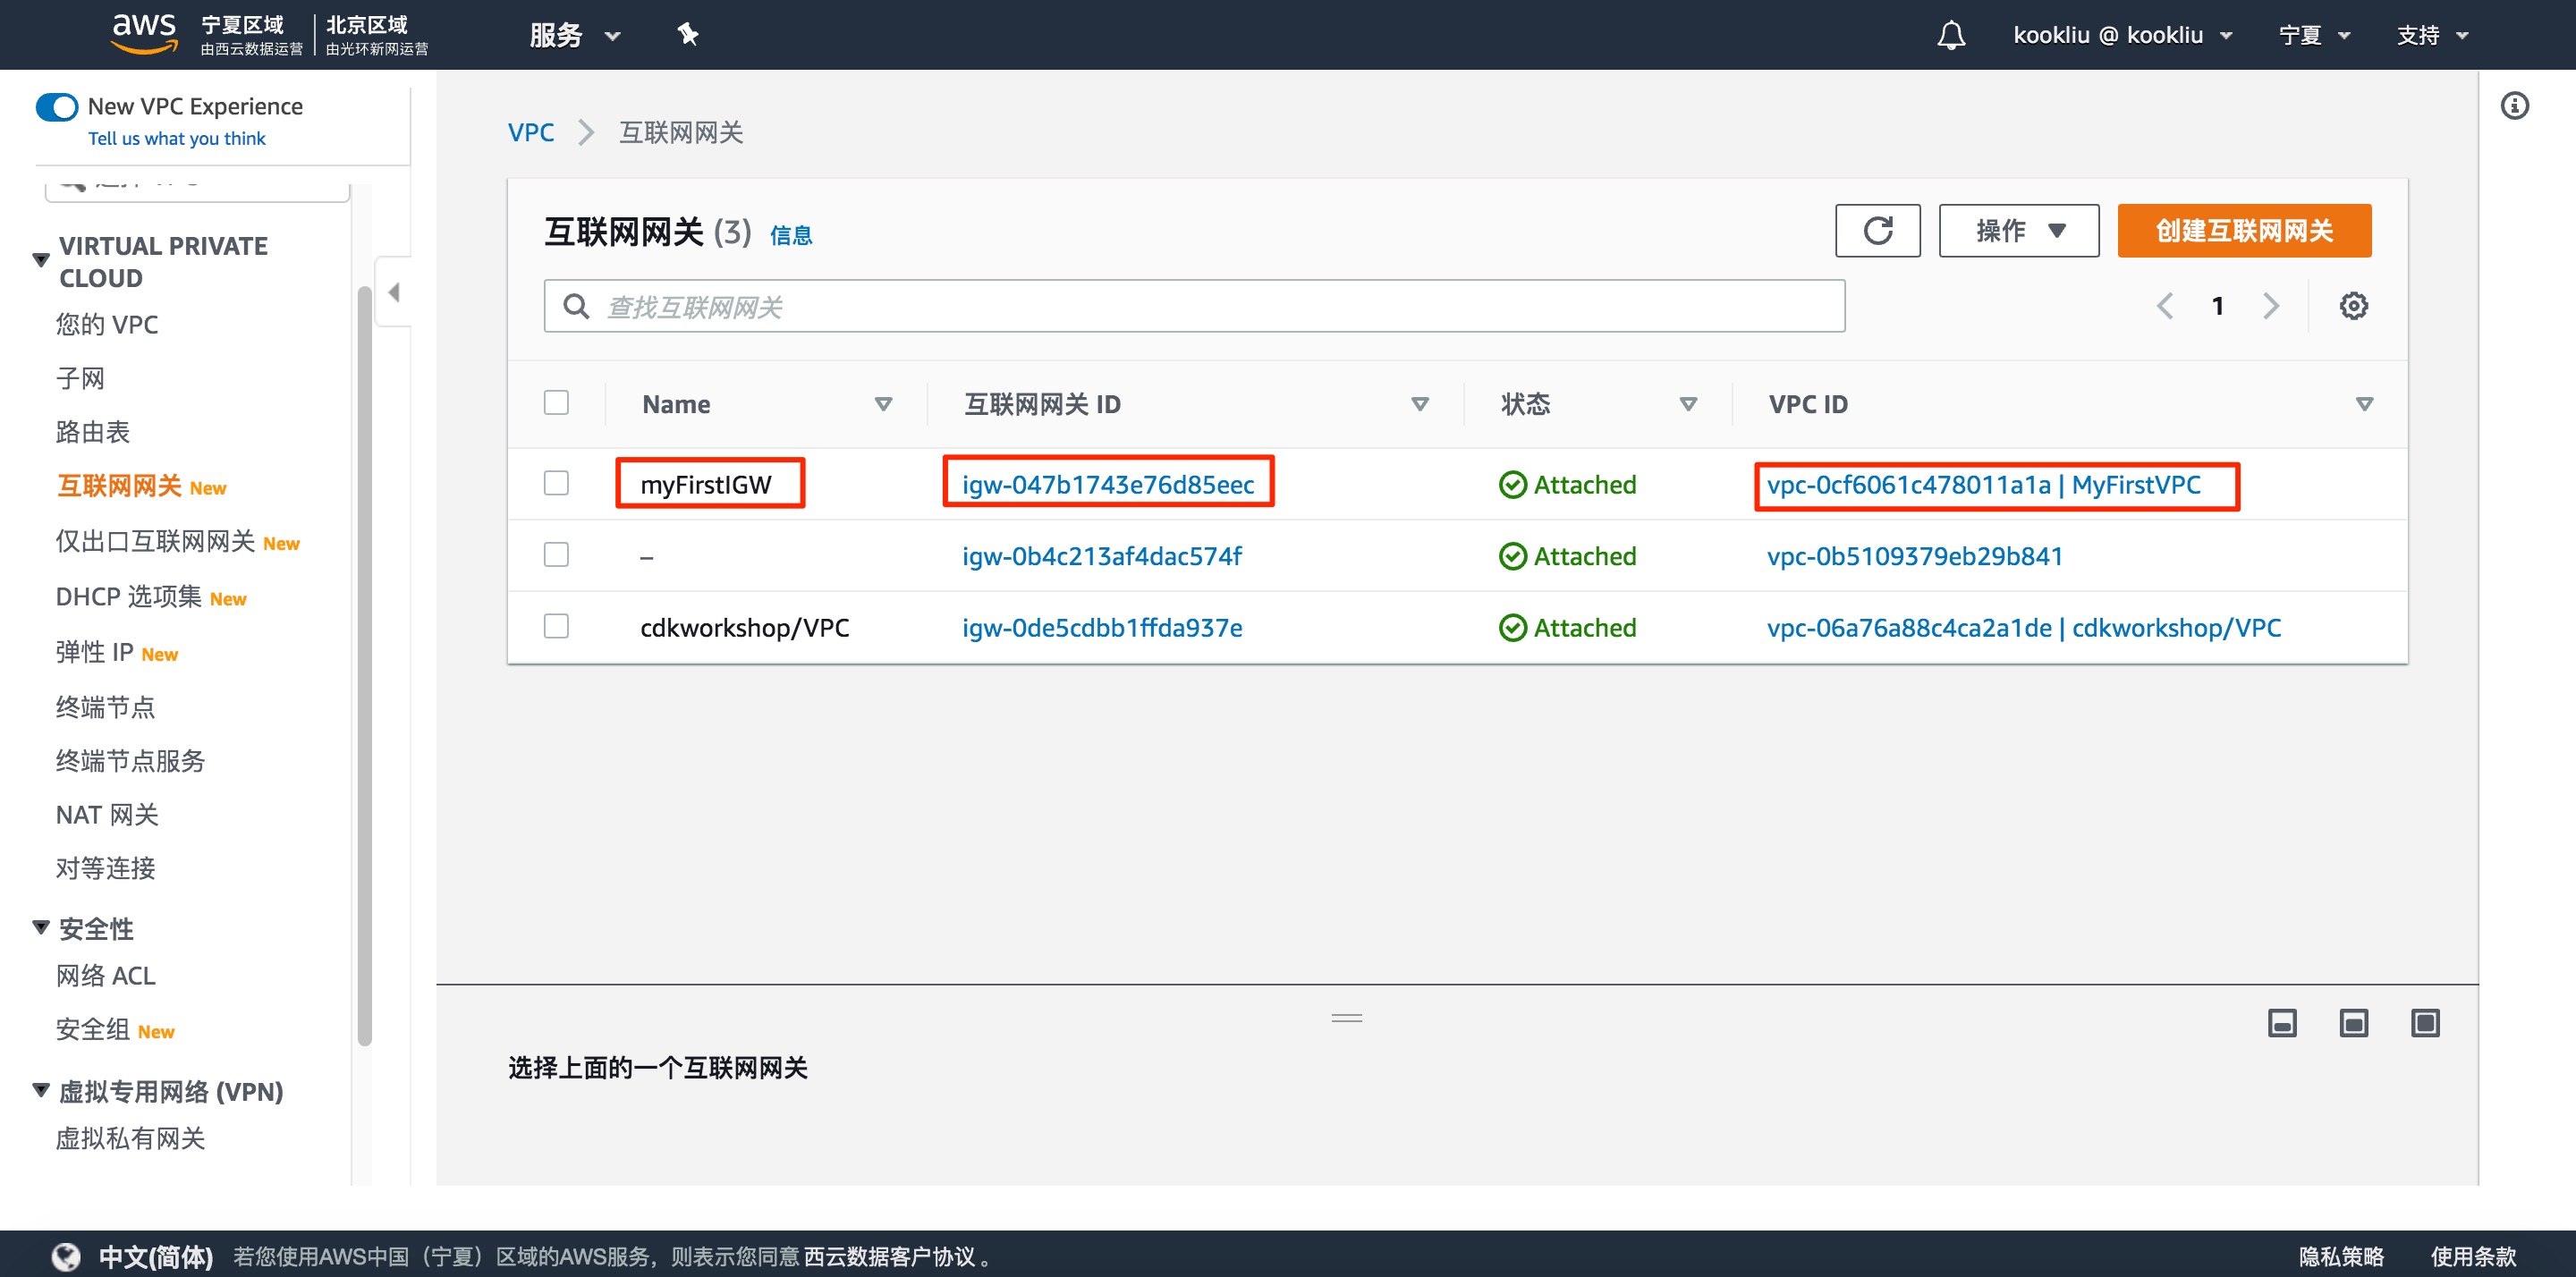 aws
宁夏区域
由西云数据运营
北京区域
由光环新网运营
服务
kookliu @ kookliu
宁夏
支持
New VPC Experience
Tell us what you think
VIRTUAL PRIVATE
CLOUD
您的 VPC
子网
路由表
互联网网关 New
仅出口互联网网关 New
DHCP 选项集 New
弹性 IP New
终端节点
终端节点服务
NAT 网关
对等连接
安全性
网络 ACL
安全组 New
虚拟专用网络 (VPN)
虚拟私有网关
VPC 互联网网关
互联网网关 (3) 信息
操作
创建互联网网关
查找互联网网关
1
Name 互联网网关 ID 状态 VPC ID
myFirstIGW igw-047b1743e76d85eec Attached vpc-0cf6061c478011a1a | MyFirstVPC
– igw-0b4c213af4dac574f Attached vpc-0b5109379eb29b841
cdkworkshop/VPC igw-0de5cdbb1ffda937e Attached vpc-06a76a88c4ca2a1de | cdkworkshop/VPC
选择上面的一个互联网网关
中文(简体) 若您使用AWS中国（宁夏）区域的AWS服务，则表示您同意 西云数据客户协议 。
隐私策略 使用条款